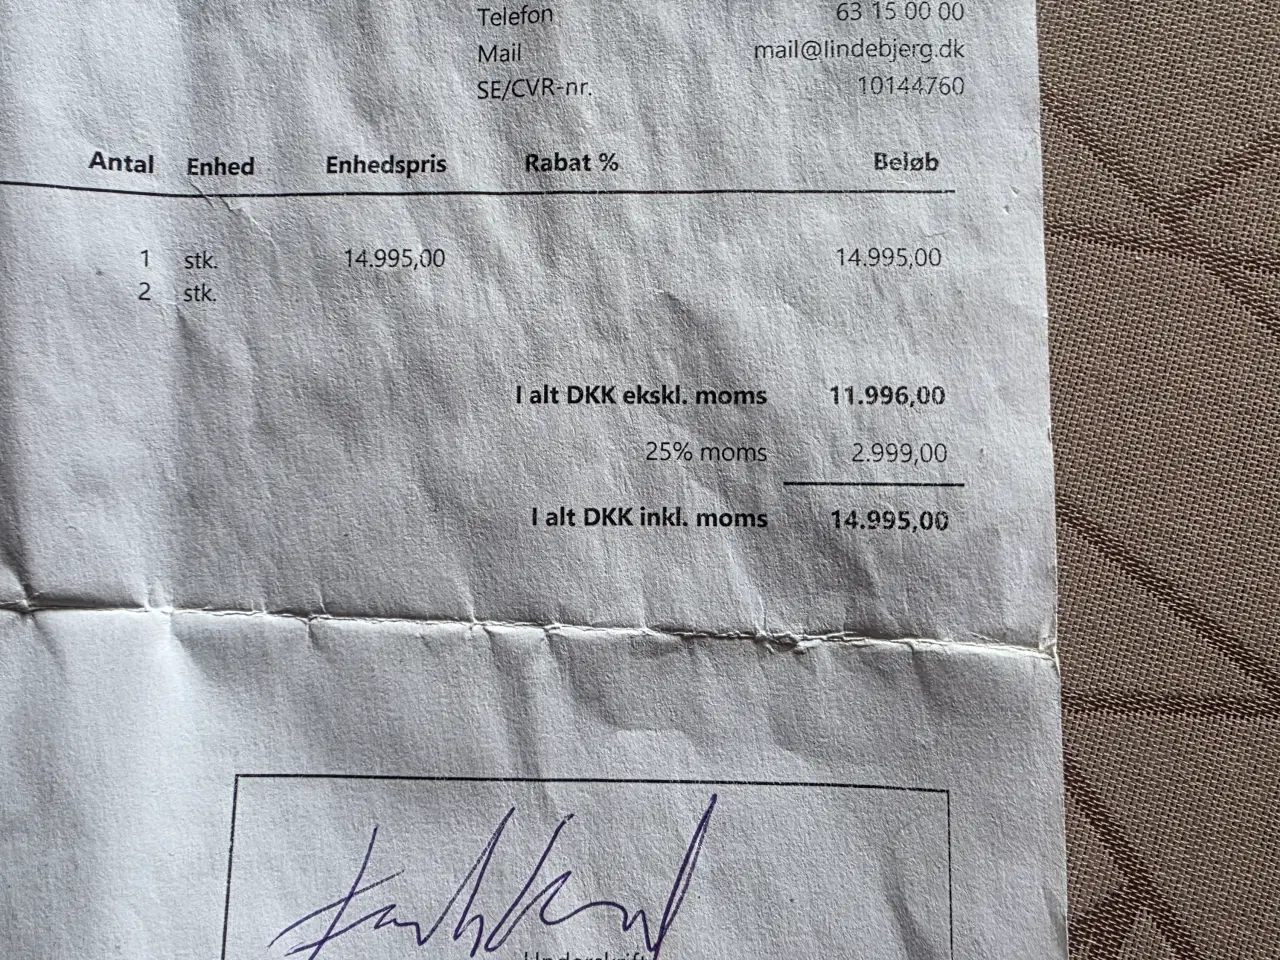 Telefon 63 15 00 00
Mail mail@lindebjerg.dk
SE/CVR-nr. 10144760
Antal Enhed Enhedspris Rabat % Beløb
1 stk. 14.995,00 14.995,00
2 stk.
I alt DKK ekskl. moms 11.996,00
25% moms 2.999,00
I alt DKK inkl. moms 14.995,00
Underskrift